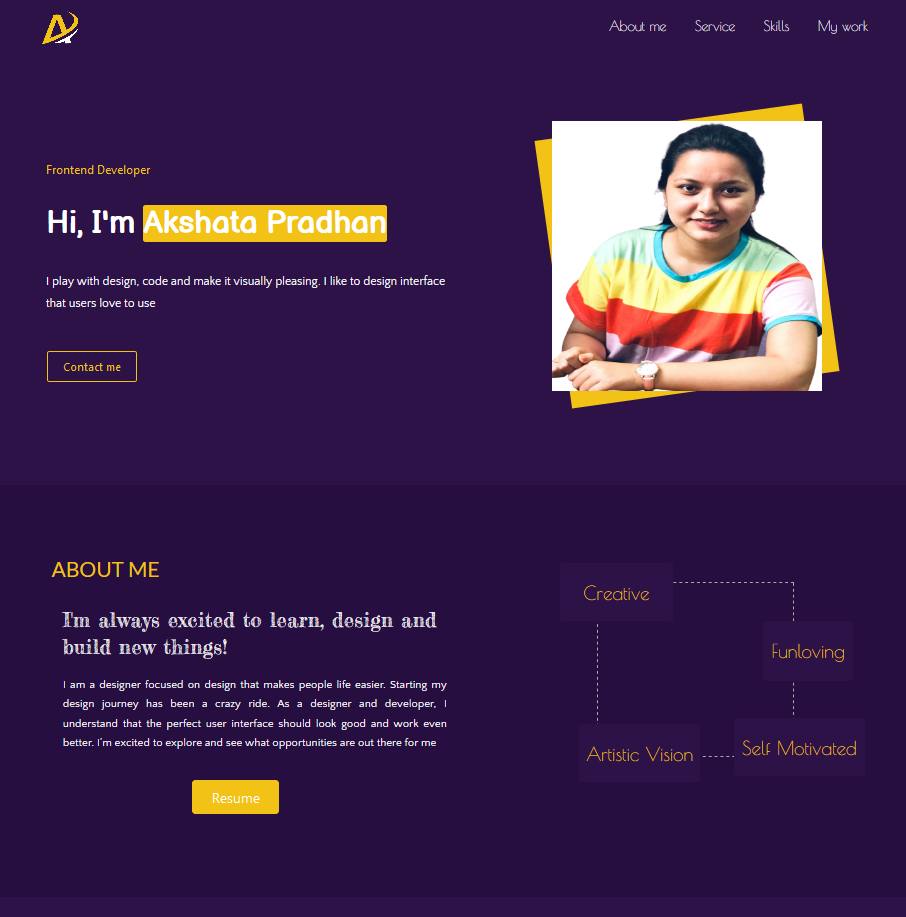 About me Service Skills My work
Frontend Developer
Hi, I'm Akshata Pradhan
I play with design, code and make it visually pleasing. I like to design interface
that users love to use
Contact me
ABOUT ME
I'm always excited to learn, design and
build new things!
I am a designer focused on design that makes people life easier. Starting my
design journey has been a crazy ride. As a designer and developer, I
understand that the perfect user interface should look good and work even
better. I'm excited to explore and see what opportunities are out there for me
Resume
Creative
Funloving
Artistic Vision
Self Motivated